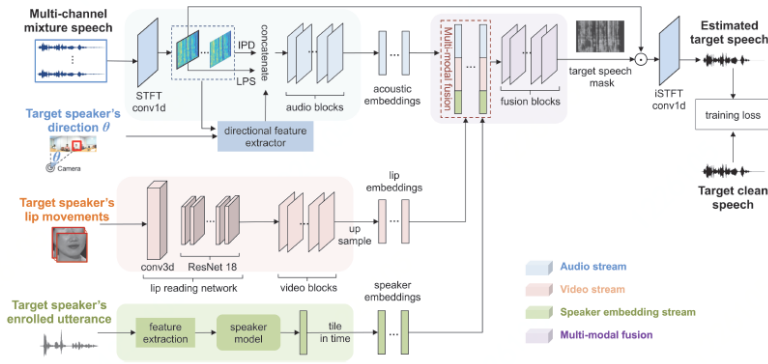 Multi-channel
mixture speech
STFT
conv1d
IPD
LPS
concatenate
audio blocks
acoustic
embeddings
Multi-modal fusion
fusion blocks
target speech
mask
iSTFT
conv1d
Estimated
target speech
training loss
Target clean
speech
Target speaker's
direction θ
θ
Camera
directional feature
extractor
Target speaker's
lip movements
conv3d
ResNet 18
lip reading network
video blocks
up
sample
lip
embeddings
Target speaker's
enrolled utterance
feature
extraction
speaker
model
tile
in time
speaker
embeddings
Audio stream
Video stream
Speaker embedding stream
Multi-modal fusion